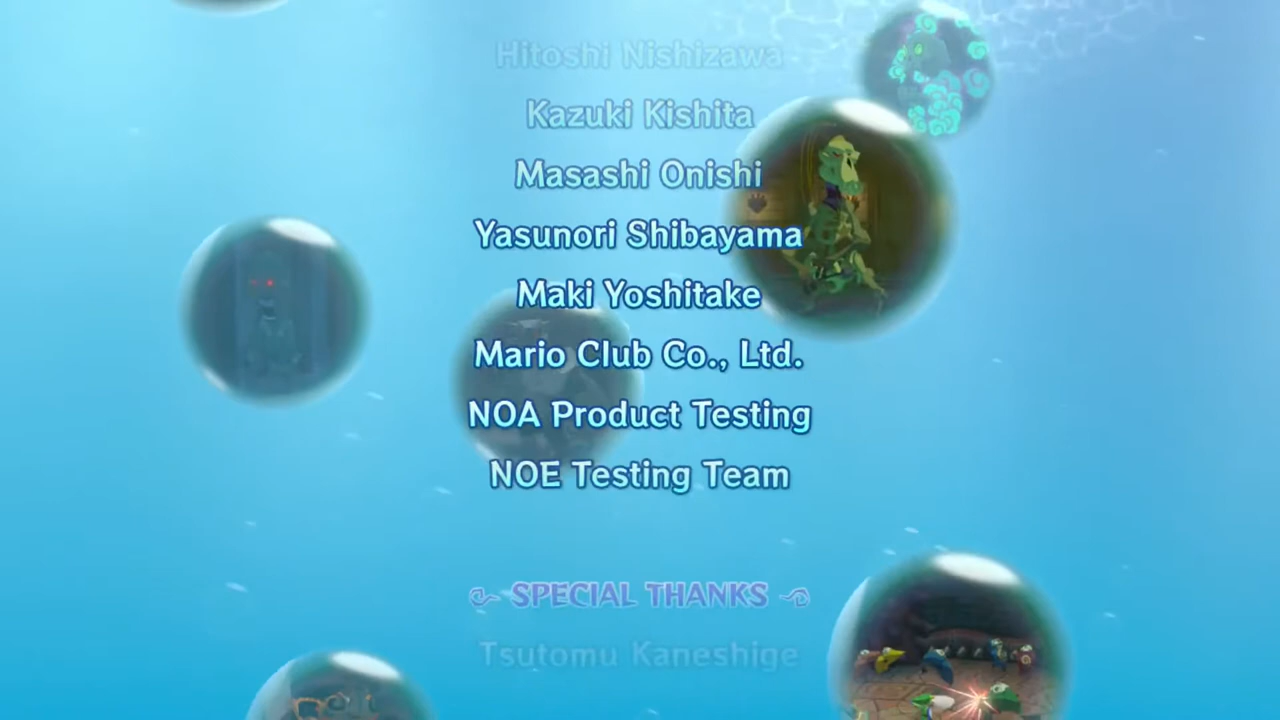 Hitoshi Nishizawa
Kazuki Kishita
Masashi Onishi
Yasunori Shibayama
Maki Yoshitake
Mario Club Co., Ltd.
NOA Product Testing
NOE Testing Team
SPECIAL THANKS
Tsutomu Kaneshige